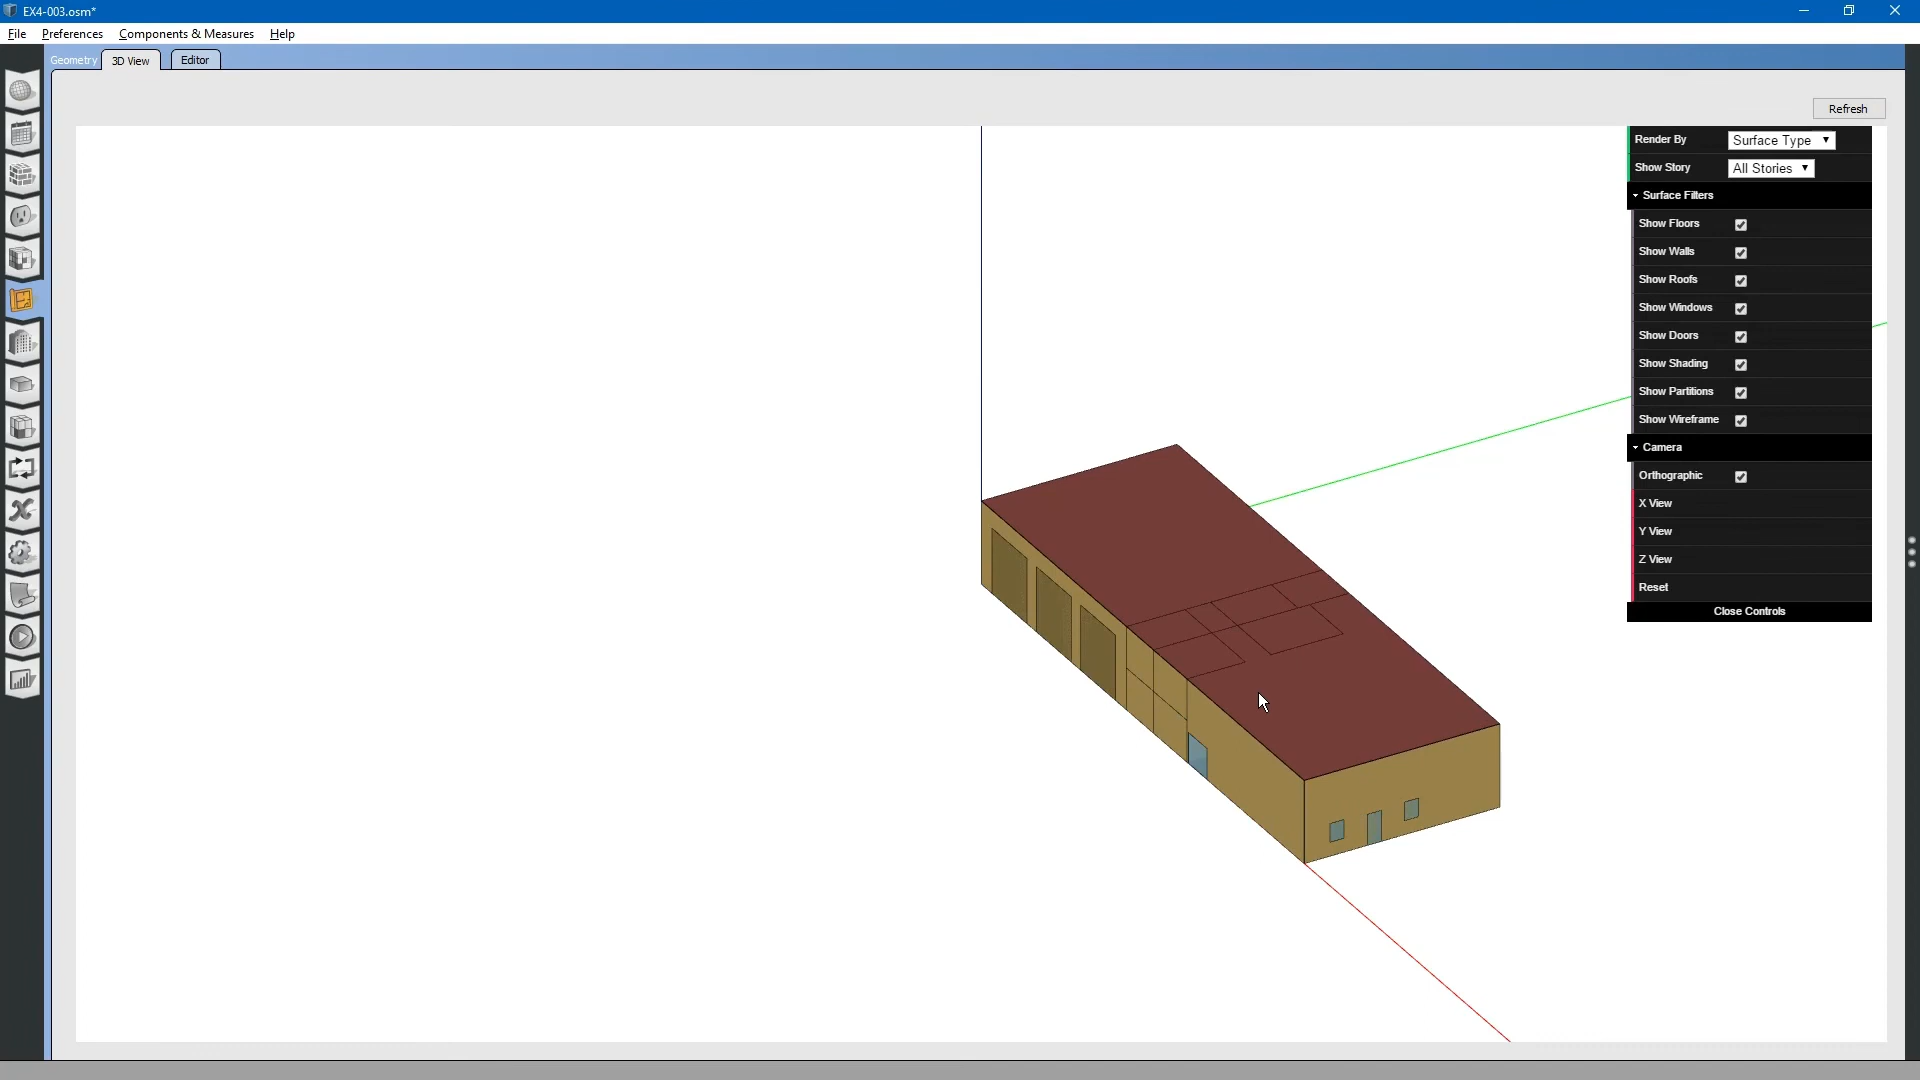 EX4-003.osm*
File Preferences Components & Measures Help
Geometry 3D View Editor
Refresh
Render By Surface Type
Show Story All Stories
Surface Filters
Show Floors
Show Walls
Show Roofs
Show Windows
Show Doors
Show Shading
Show Partitions
Show Wireframe
Camera
Orthographic
X View
Y View
Z View
Reset
Close Controls